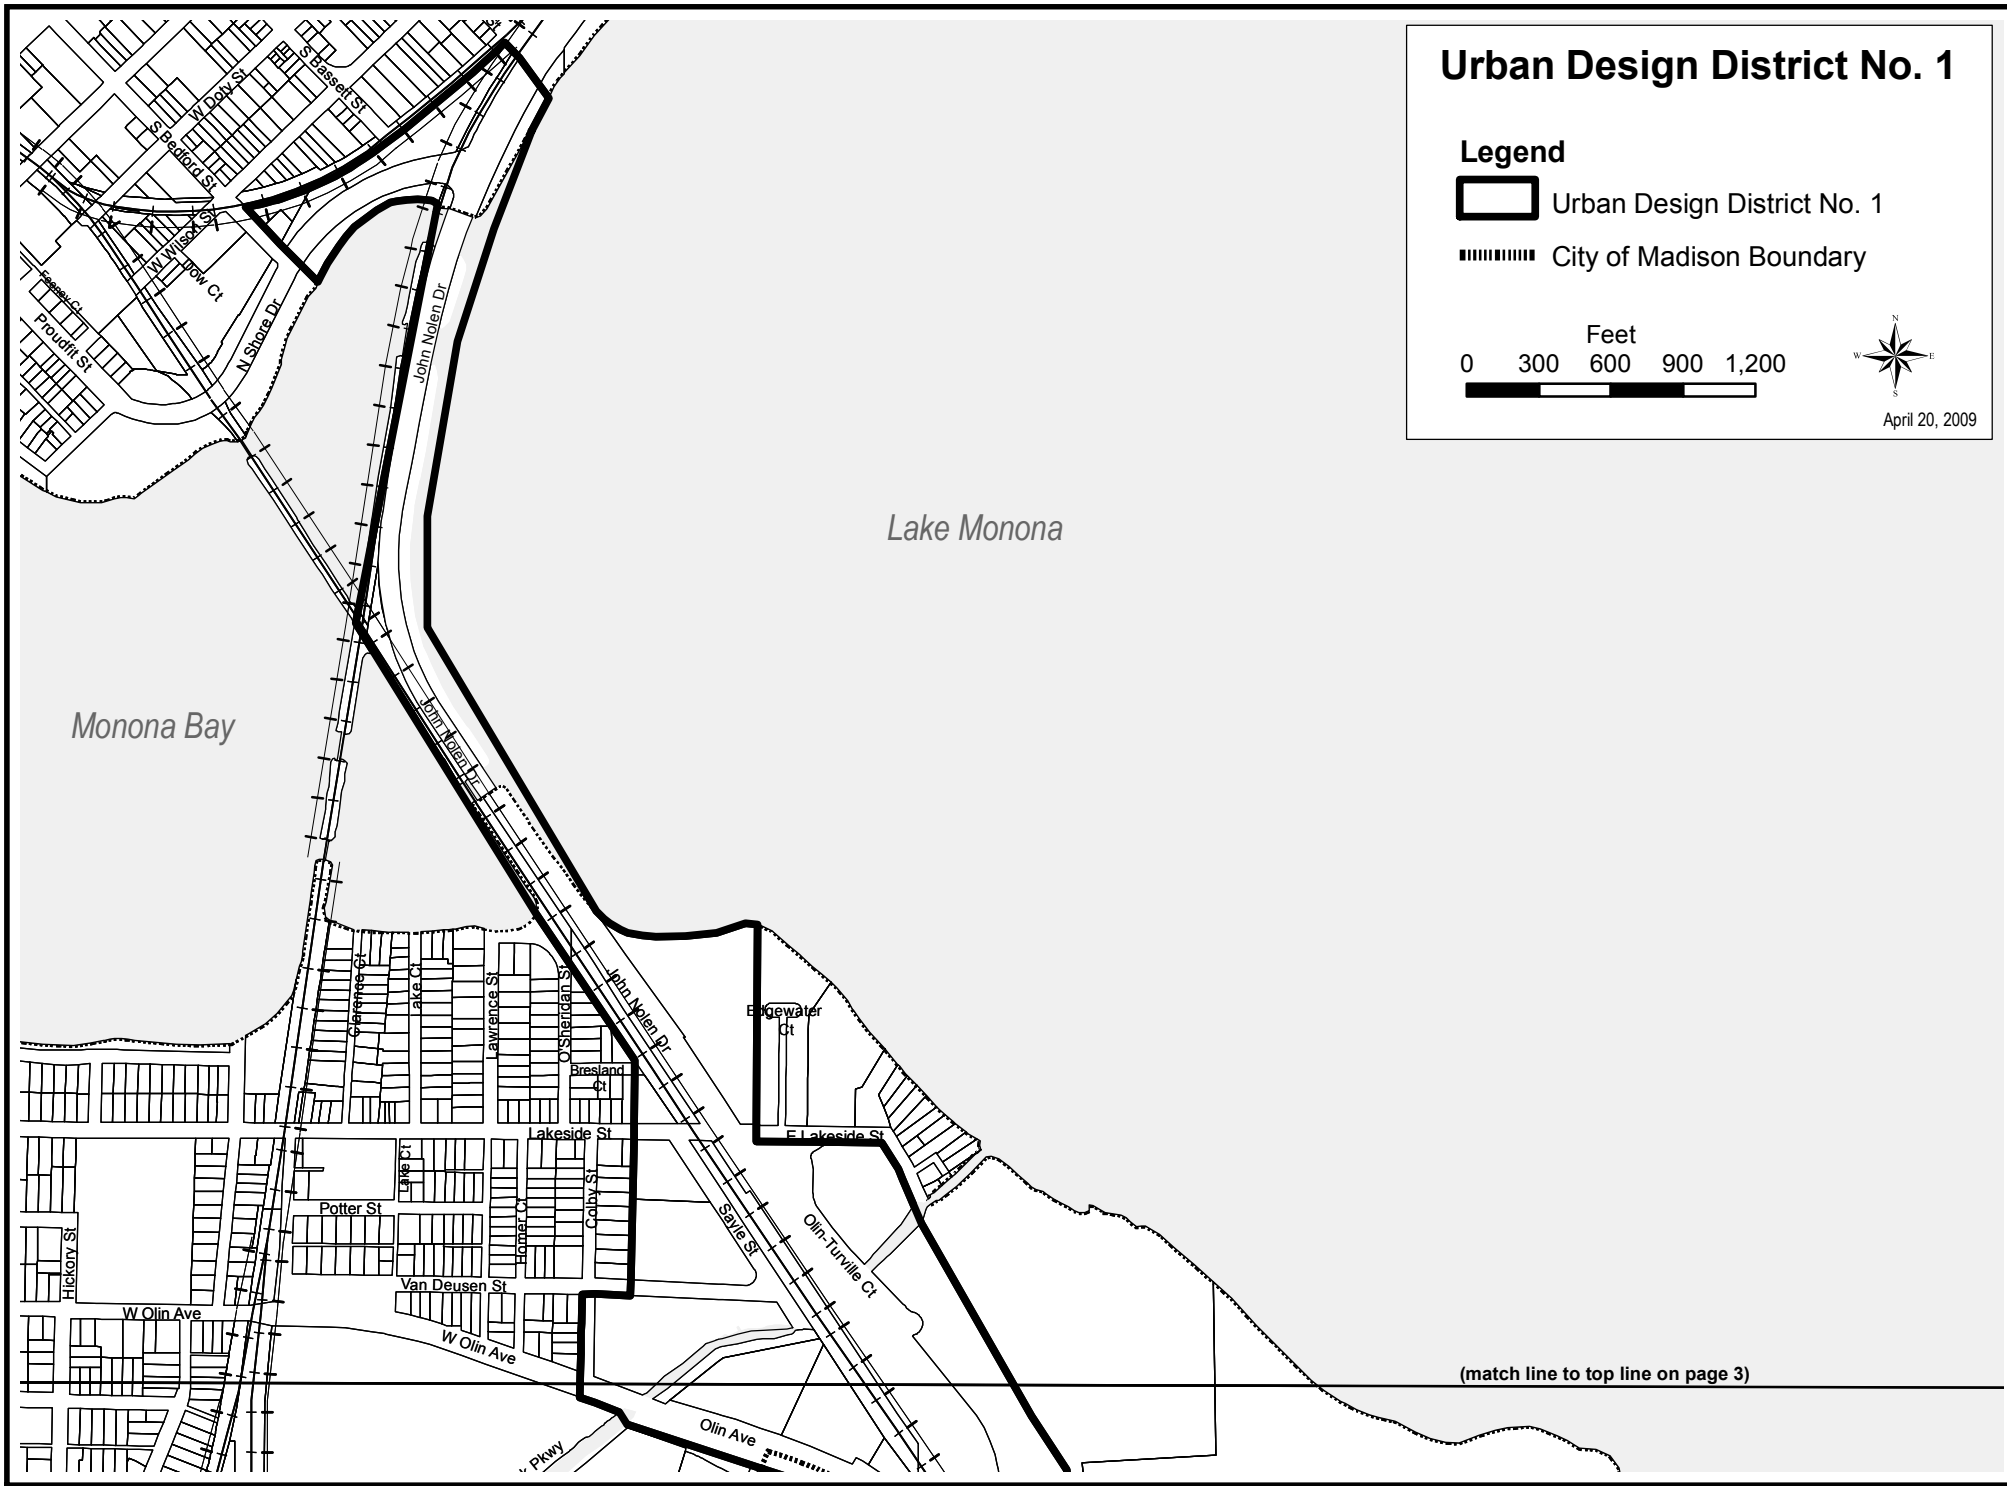 Urban Design District No. 1
Legend
Urban Design District No. 1
City of Madison Boundary
Feet
0 300 600 900 1,200
N
W E
S
April 20, 2009
S Bassett St
W Doty St
S Bedford St
W Wilson St
Dow Ct
Feeney Ct
Proudfit St
N Shore Dr
John Nolen Dr
Lake Monona
Monona Bay
John Nolen Dr
John Nolen Dr
Clarence Ct
Lake Ct
Lawrence St
O'Sheridan St
Edgewater
Ct
Bresland
Ct
Lakeside St
E Lakeside St
Lake Ct
Potter St
Homer Ct
Colby St
Sayle St
Olin-Turville Ct
Hickory St
Van Deusen St
W Olin Ave
W Olin Ave
(match line to top line on page 3)
Olin Ave
Pkwy